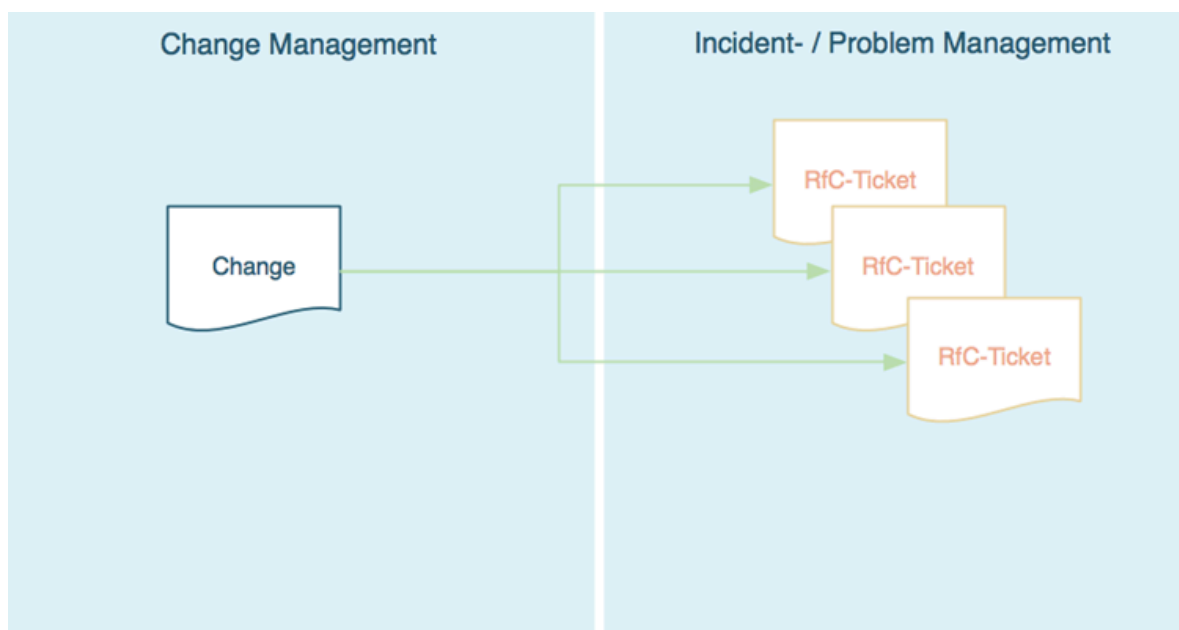 Change Management
Incident- / Problem Management
RfC-Ticket
Change
RfC-Ticket
RfC-Ticket